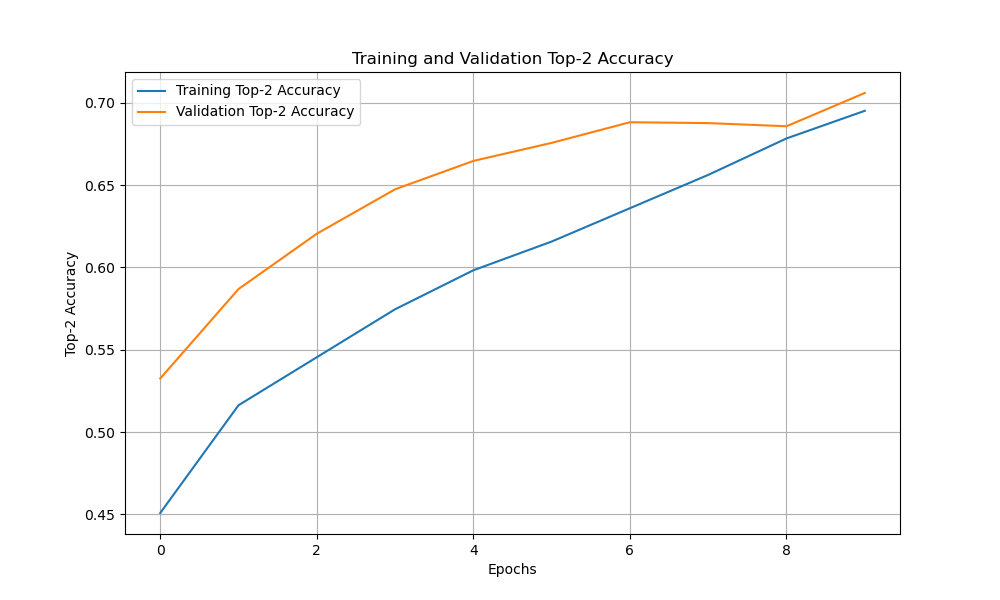 Training and Validation Top-2 Accuracy
Training Top-2 Accuracy
Validation Top-2 Accuracy
Top-2 Accuracy
0.70
0.65
0.60
0.55
0.50
0.45
0
2
4
6
8
Epochs